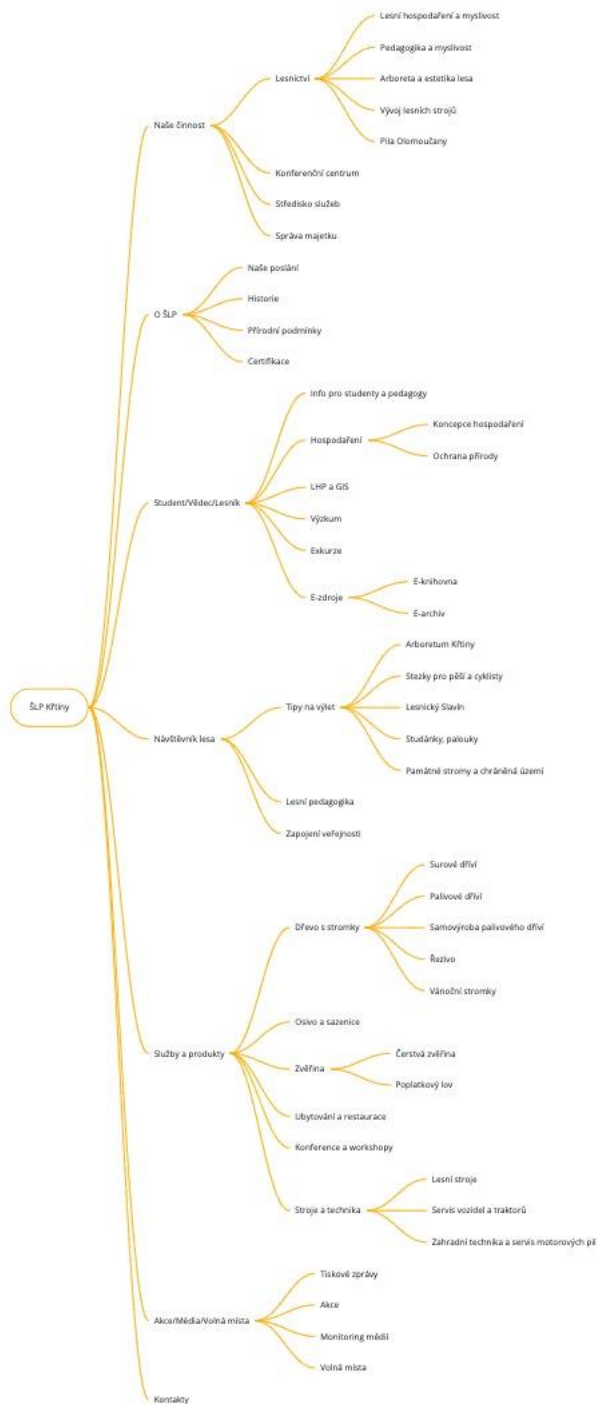 Lesní hospodaření a myslivost
Pedagogika a myslivost
Lesnictví
Arboreta a estetika lesa
Vývoj lesních strojů
Naše činnost
Pila Olomoučany
Konferenční centrum
Středisko služeb
Správa majetku
Naše poslání
Historie
O ŠLP
Přírodní podmínky
Certifikace
Info pro studenty a pedagogy
Koncepce hospodaření
Hospodaření
Ochrana přírody
LHP a GIS
Student/Vědec/Lesník
Výzkum
Exkurze
E-knihovna
E-zdroje
E-archiv
Arboretum Křtiny
Stezky pro pěší a cyklisty
ŠLP Křtiny
Tipy na výlet
Lesnický Slavín
Návštěvník lesa
Studánky, palouky
Památné stromy a chráněná území
Lesní pedagogika
Zapojení veřejnosti
Surové dříví
Palivové dříví
Dřevo s stromky
Samovýroba palivového dříví
Řezivo
Vánoční stromky
Osivo a sazenice
Služby a produkty
Čerstvá zvěřina
Zvěřina
Poplatkový lov
Ubytování a restaurace
Konference a workshopy
Lesní stroje
Stroje a technika
Servis vozidel a traktorů
Zahradní technika a servis motorových pil
Tiskové zprávy
Akce
Akce/Média/Volná místa
Monitoring médií
Volná místa
Kontakty